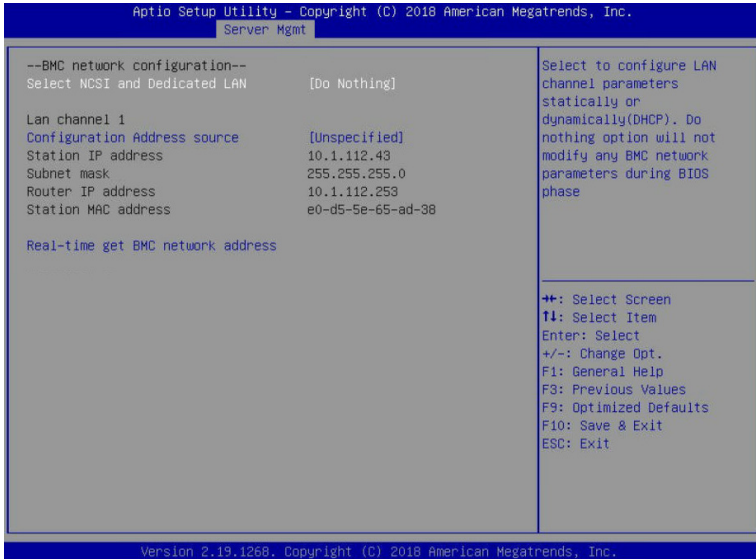 Aptio Setup Utility - Copyright (C) 2018 American Megatrends, Inc.
Server Mgmt
--BMC network configuration--
Select NCSI and Dedicated LAN [Do Nothing]
Lan channel 1
Configuration Address source [Unspecified]
Station IP address 10.1.112.43
Subnet mask 255.255.255.0
Router IP address 10.1.112.253
Station MAC address e0-d5-5e-65-ad-38
Real-time get BMC network address
Select to configure LAN
channel parameters
statically or
dynamically(DHCP). Do
nothing option will not
modify any BMC network
parameters during BIOS
phase
→←: Select Screen
↑↓: Select Item
Enter: Select
+/-: Change Opt.
F1: General Help
F3: Previous Values
F9: Optimized Defaults
F10: Save & Exit
ESC: Exit
Version 2.19.1268. Copyright (C) 2018 American Megatrends, Inc.